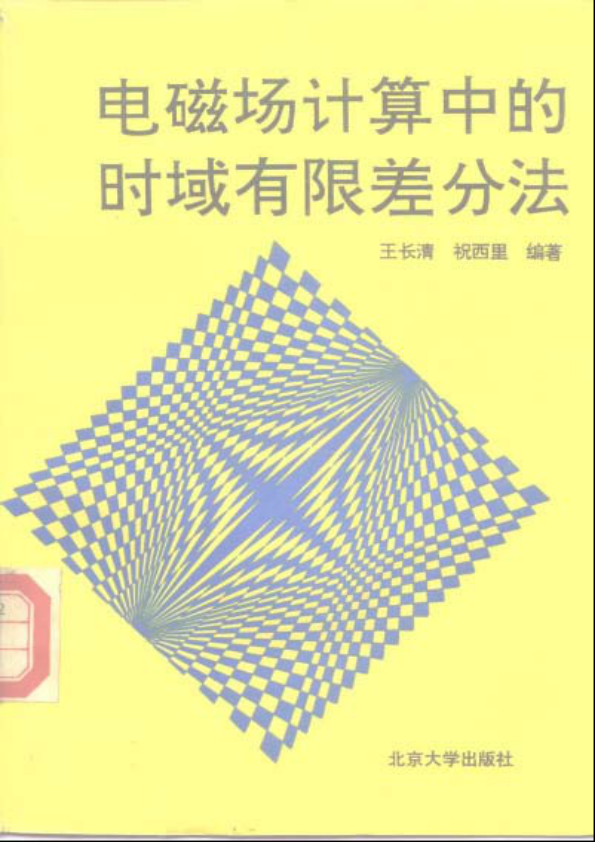 电磁场计算中的
时域有限差分法
王长清 祝西里 编著
2
北京大学出版社